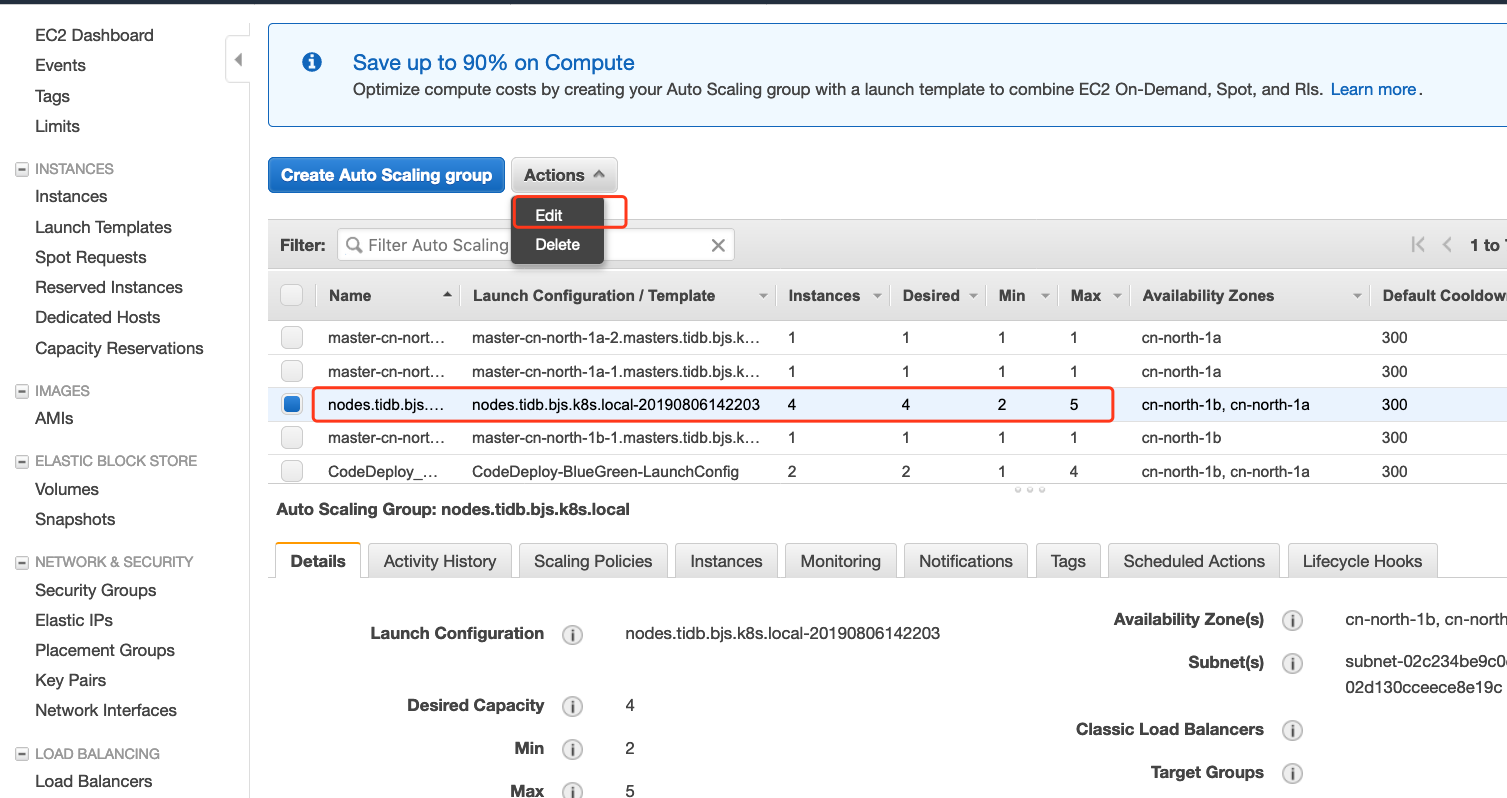 EC2 Dashboard
Events
Tags
Limits
INSTANCES
Instances
Launch Templates
Spot Requests
Reserved Instances
Dedicated Hosts
Capacity Reservations
IMAGES
AMIs
ELASTIC BLOCK STORE
Volumes
Snapshots
NETWORK & SECURITY
Security Groups
Elastic IPs
Placement Groups
Key Pairs
Network Interfaces
LOAD BALANCING
Load Balancers
Save up to 90% on Compute
Optimize compute costs by creating your Auto Scaling group with a launch template to combine EC2 On-Demand, Spot, and RIs. Learn more.
Create Auto Scaling group Actions
Edit
Delete
Filter: Filter Auto Scaling 1 to
Name Launch Configuration / Template Instances Desired Min Max Availability Zones Default Cooldow
master-cn-nort... master-cn-north-1a-2.masters.tidb.bjs.k... 1 1 1 1 cn-north-1a 300
master-cn-nort... master-cn-north-1a-1.masters.tidb.bjs.k... 1 1 1 1 cn-north-1a 300
nodes.tidb.bjs.... nodes.tidb.bjs.k8s.local-20190806142203 4 4 2 5 cn-north-1b, cn-north-1a 300
master-cn-nort... master-cn-north-1b-1.masters.tidb.bjs.k... 1 1 1 1 cn-north-1b 300
CodeDeploy_... CodeDeploy-BlueGreen-LaunchConfig 2 2 1 4 cn-north-1b, cn-north-1a 300
Auto Scaling Group: nodes.tidb.bjs.k8s.local
Details Activity History Scaling Policies Instances Monitoring Notifications Tags Scheduled Actions Lifecycle Hooks
Launch Configuration nodes.tidb.bjs.k8s.local-20190806142203
Desired Capacity 4
Min 2
Max 5
Availability Zone(s) cn-north-1b, cn-north
Subnet(s) subnet-02c234be9c0
02d130cceece8e19c
Classic Load Balancers
Target Groups